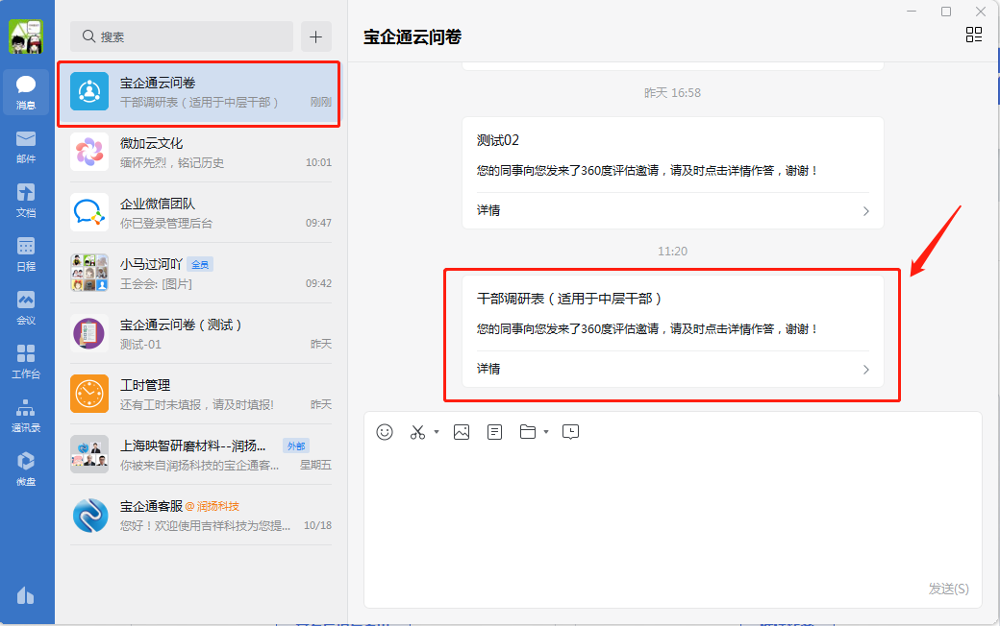 搜索
宝企通云问卷
干部调研表（适用于中层干部）
刚刚
微加云文化
缅怀先烈，铭记历史
10:01
企业微信团队
你已登录管理后台
09:47
小马过河吖 全员
王会会: [图片]
09:42
宝企通云问卷（测试）
测试-01
昨天
工时管理
还有工时未填报，请及时填报!
昨天
上海映智研磨材料--润扬... 外部
你被来自润扬科技的宝企通客...
星期五
宝企通客服@润扬科技
您好！欢迎使用吉祥科技为您提...
10/18
消息
邮件
文档
日程
会议
工作台
通讯录
微盘
宝企通云问卷
昨天 16:58
测试02
您的同事向您发来了360度评估邀请，请及时点击详情作答，谢谢！
详情
11:20
干部调研表（适用于中层干部）
您的同事向您发来了360度评估邀请，请及时点击详情作答，谢谢！
详情
发送(S)